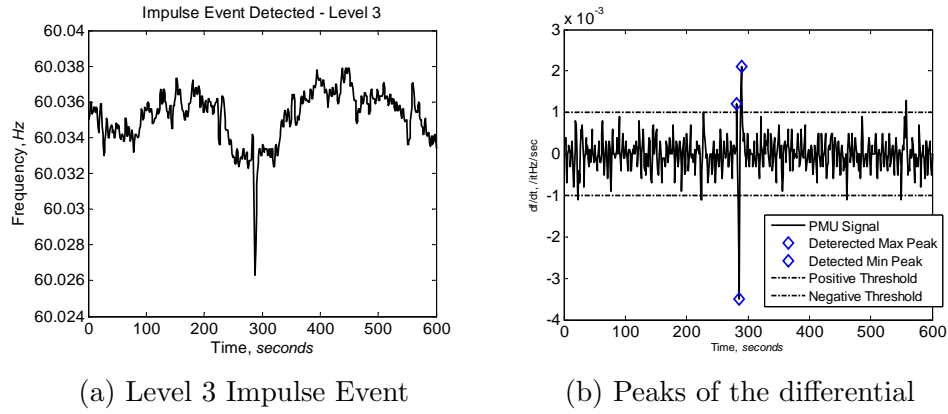 Impulse Event Detected - Level 3
60.04
60.038
60.036
60.034
60.032
60.03
60.028
60.026
60.024
Frequency, Hz
0 100 200 300 400 500 600
Time, seconds
(a) Level 3 Impulse Event
x 10-3
3
2
1
0
-1
-2
-3
-4
df/dt, /itHz/sec
PMU Signal
Deterected Max Peak
Detected Min Peak
Positive Threshold
Negative Threshold
0 100 200 300 400 500 600
Time, seconds
(b) Peaks of the differential